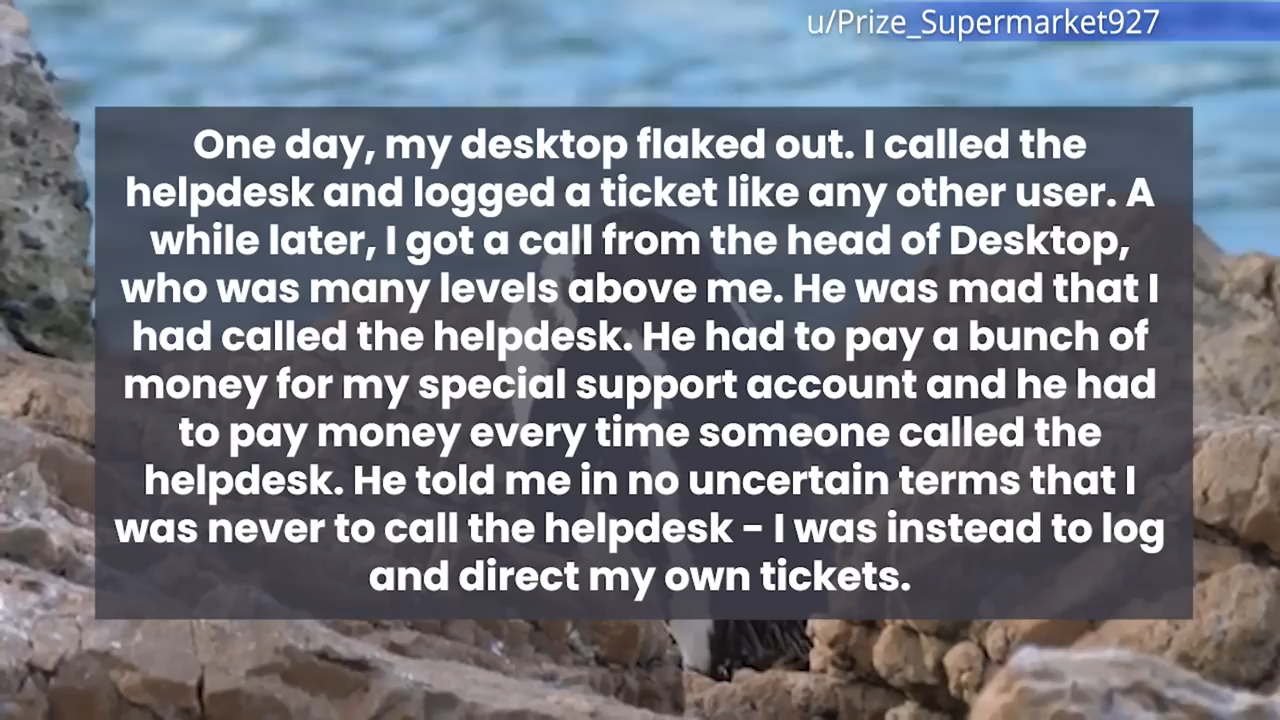 u/Prize_Supermarket927
One day, my desktop flaked out. I called the
helpdesk and logged a ticket like any other user. A
while later, I got a call from the head of Desktop,
who was many levels above me. He was mad that I
had called the helpdesk. He had to pay a bunch of
money for my special support account and he had
to pay money every time someone called the
helpdesk. He told me in no uncertain terms that I
was never to call the helpdesk - I was instead to log
and direct my own tickets.